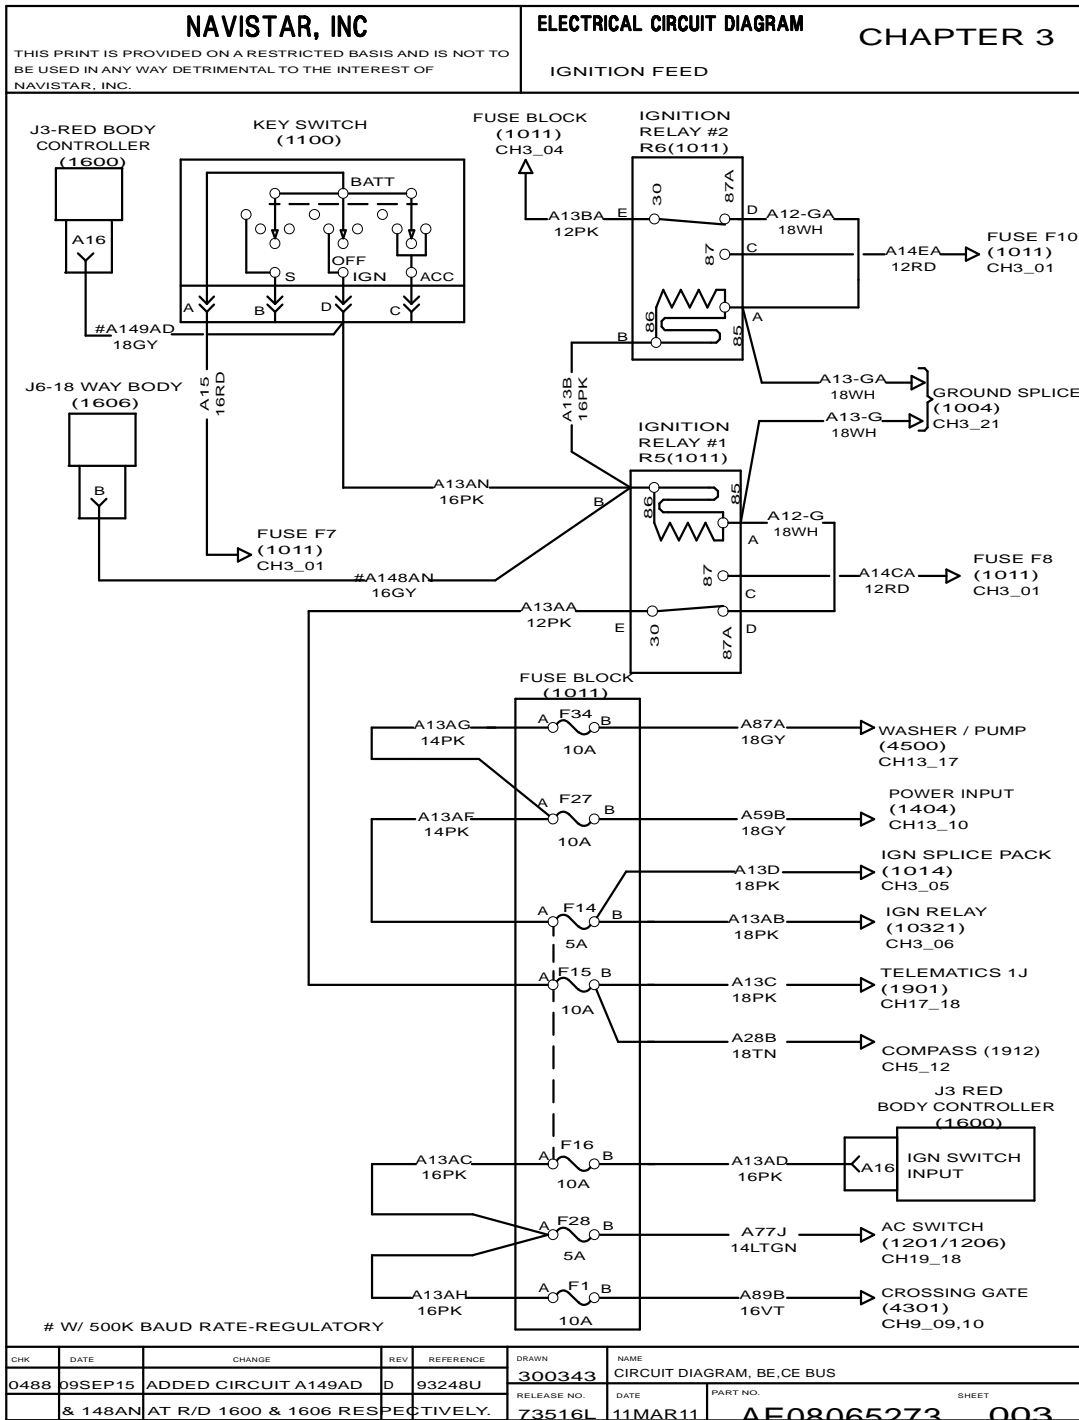 NAVISTAR, INC
THIS PRINT IS PROVIDED ON A RESTRICTED BASIS AND IS NOT TO
BE USED IN ANY WAY DETRIMENTAL TO THE INTEREST OF
NAVISTAR, INC.
ELECTRICAL CIRCUIT DIAGRAM
IGNITION FEED
CHAPTER 3
J3-RED BODY
CONTROLLER
(1600)
A16
#A149AD
18GY
KEY SWITCH
(1100)
BATT
OFF
S
IGN
ACC
A
B
D
C
A15
16RD
FUSE BLOCK
(1011)
CH3_04
A13BA
12PK
IGNITION
RELAY #2
R6(1011)
E
30
87A
D
87
C
86
85
B
A
A12-GA
18WH
A14EA
12RD
FUSE F10
(1011)
CH3_01
A13B
16PK
A13-GA
18WH
A13-G
18WH
GROUND SPLICE
(1004)
CH3_21
J6-18 WAY BODY
(1606)
B
A13AN
16PK
FUSE F7
(1011)
CH3_01
#A148AN
16GY
IGNITION
RELAY #1
R5(1011)
B
86
85
A
87
C
E
30
87A
D
A12-G
18WH
A14CA
12RD
FUSE F8
(1011)
CH3_01
A13AA
12PK
FUSE BLOCK
(1011)
A13AG
14PK
A
F34
B
10A
A87A
18GY
WASHER / PUMP
(4500)
CH13_17
A13AF
14PK
A
F27
B
10A
A59B
18GY
POWER INPUT
(1404)
CH13_10
A13D
18PK
IGN SPLICE PACK
(1014)
CH3_05
A
F14
B
5A
A13AB
18PK
IGN RELAY
(10321)
CH3_06
A
F15
B
10A
A13C
18PK
TELEMATICS 1J
(1901)
CH17_18
A28B
18TN
COMPASS (1912)
CH5_12
J3 RED
BODY CONTROLLER
(1600)
A13AC
16PK
A
F16
B
10A
A13AD
16PK
A16
IGN SWITCH
INPUT
A
F28
B
5A
A77J
14LTGN
AC SWITCH
(1201/1206)
CH19_18
A13AH
16PK
A
F1
B
10A
A89B
16VT
CROSSING GATE
(4301)
CH9_09,10
# W/ 500K BAUD RATE-REGULATORY
CHK DATE CHANGE REV REFERENCE
0488 09SEP15 ADDED CIRCUIT A149AD D 93248U
& 148AN AT R/D 1600 & 1606 RESPECTIVELY.
DRAWN
300343
NAME
CIRCUIT DIAGRAM, BE,CE BUS
RELEASE NO.
73516L
DATE
11MAR11
PART NO.
AE08065273
SHEET
003